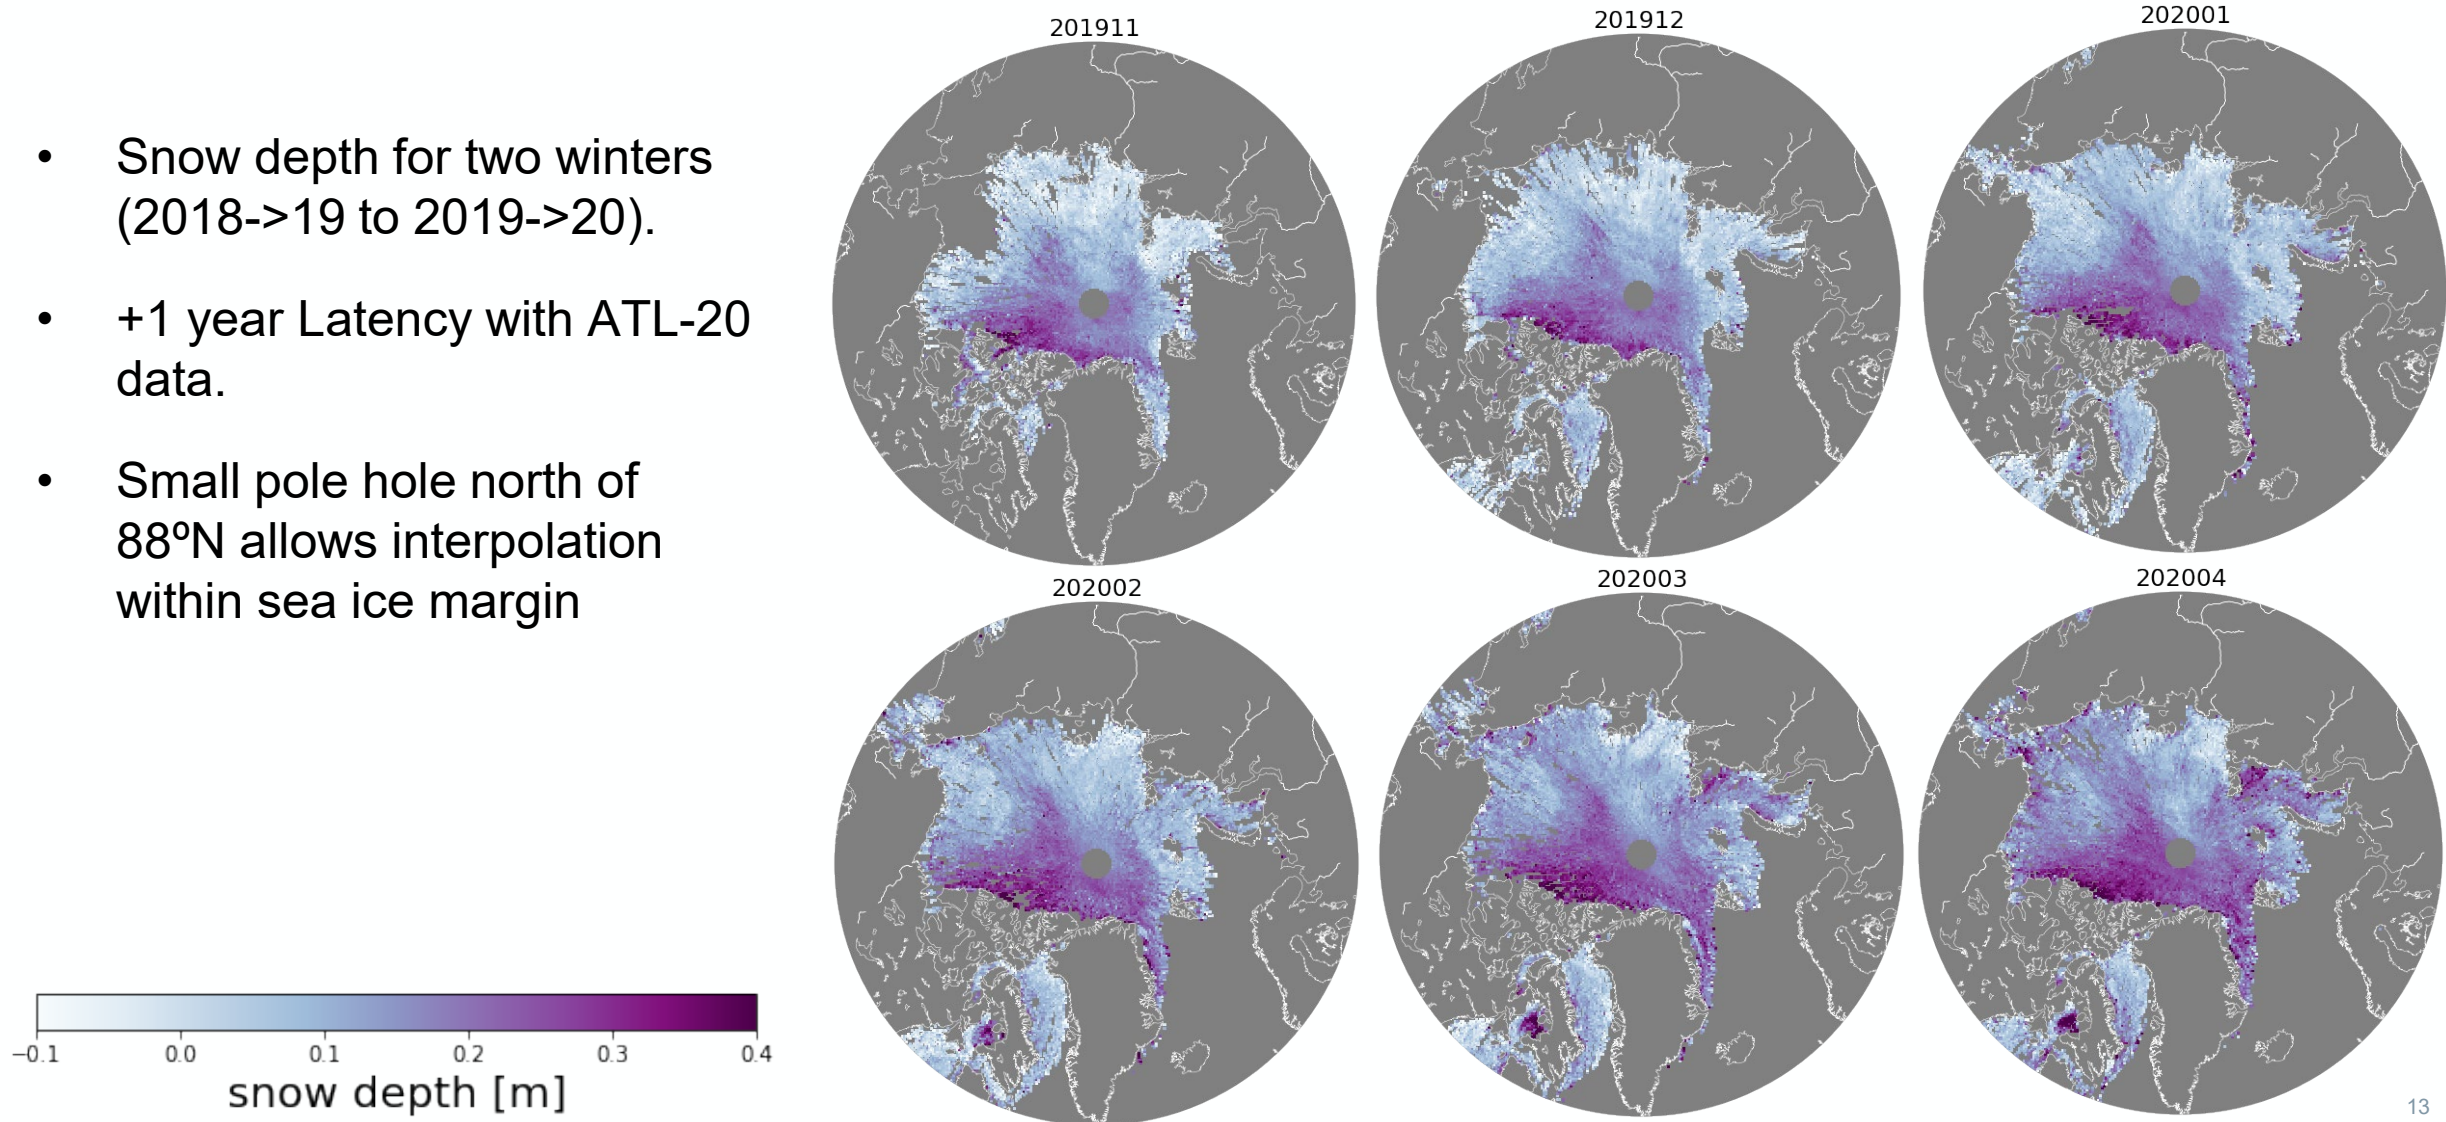 • Snow depth for two winters
(2018->19 to 2019->20).
• +1 year Latency with ATL-20
data.
• Small pole hole north of
88ºN allows interpolation
within sea ice margin
201911
201912
202001
202002
202003
202004
−0.1 0.0 0.1 0.2 0.3 0.4
snow depth [m]
13